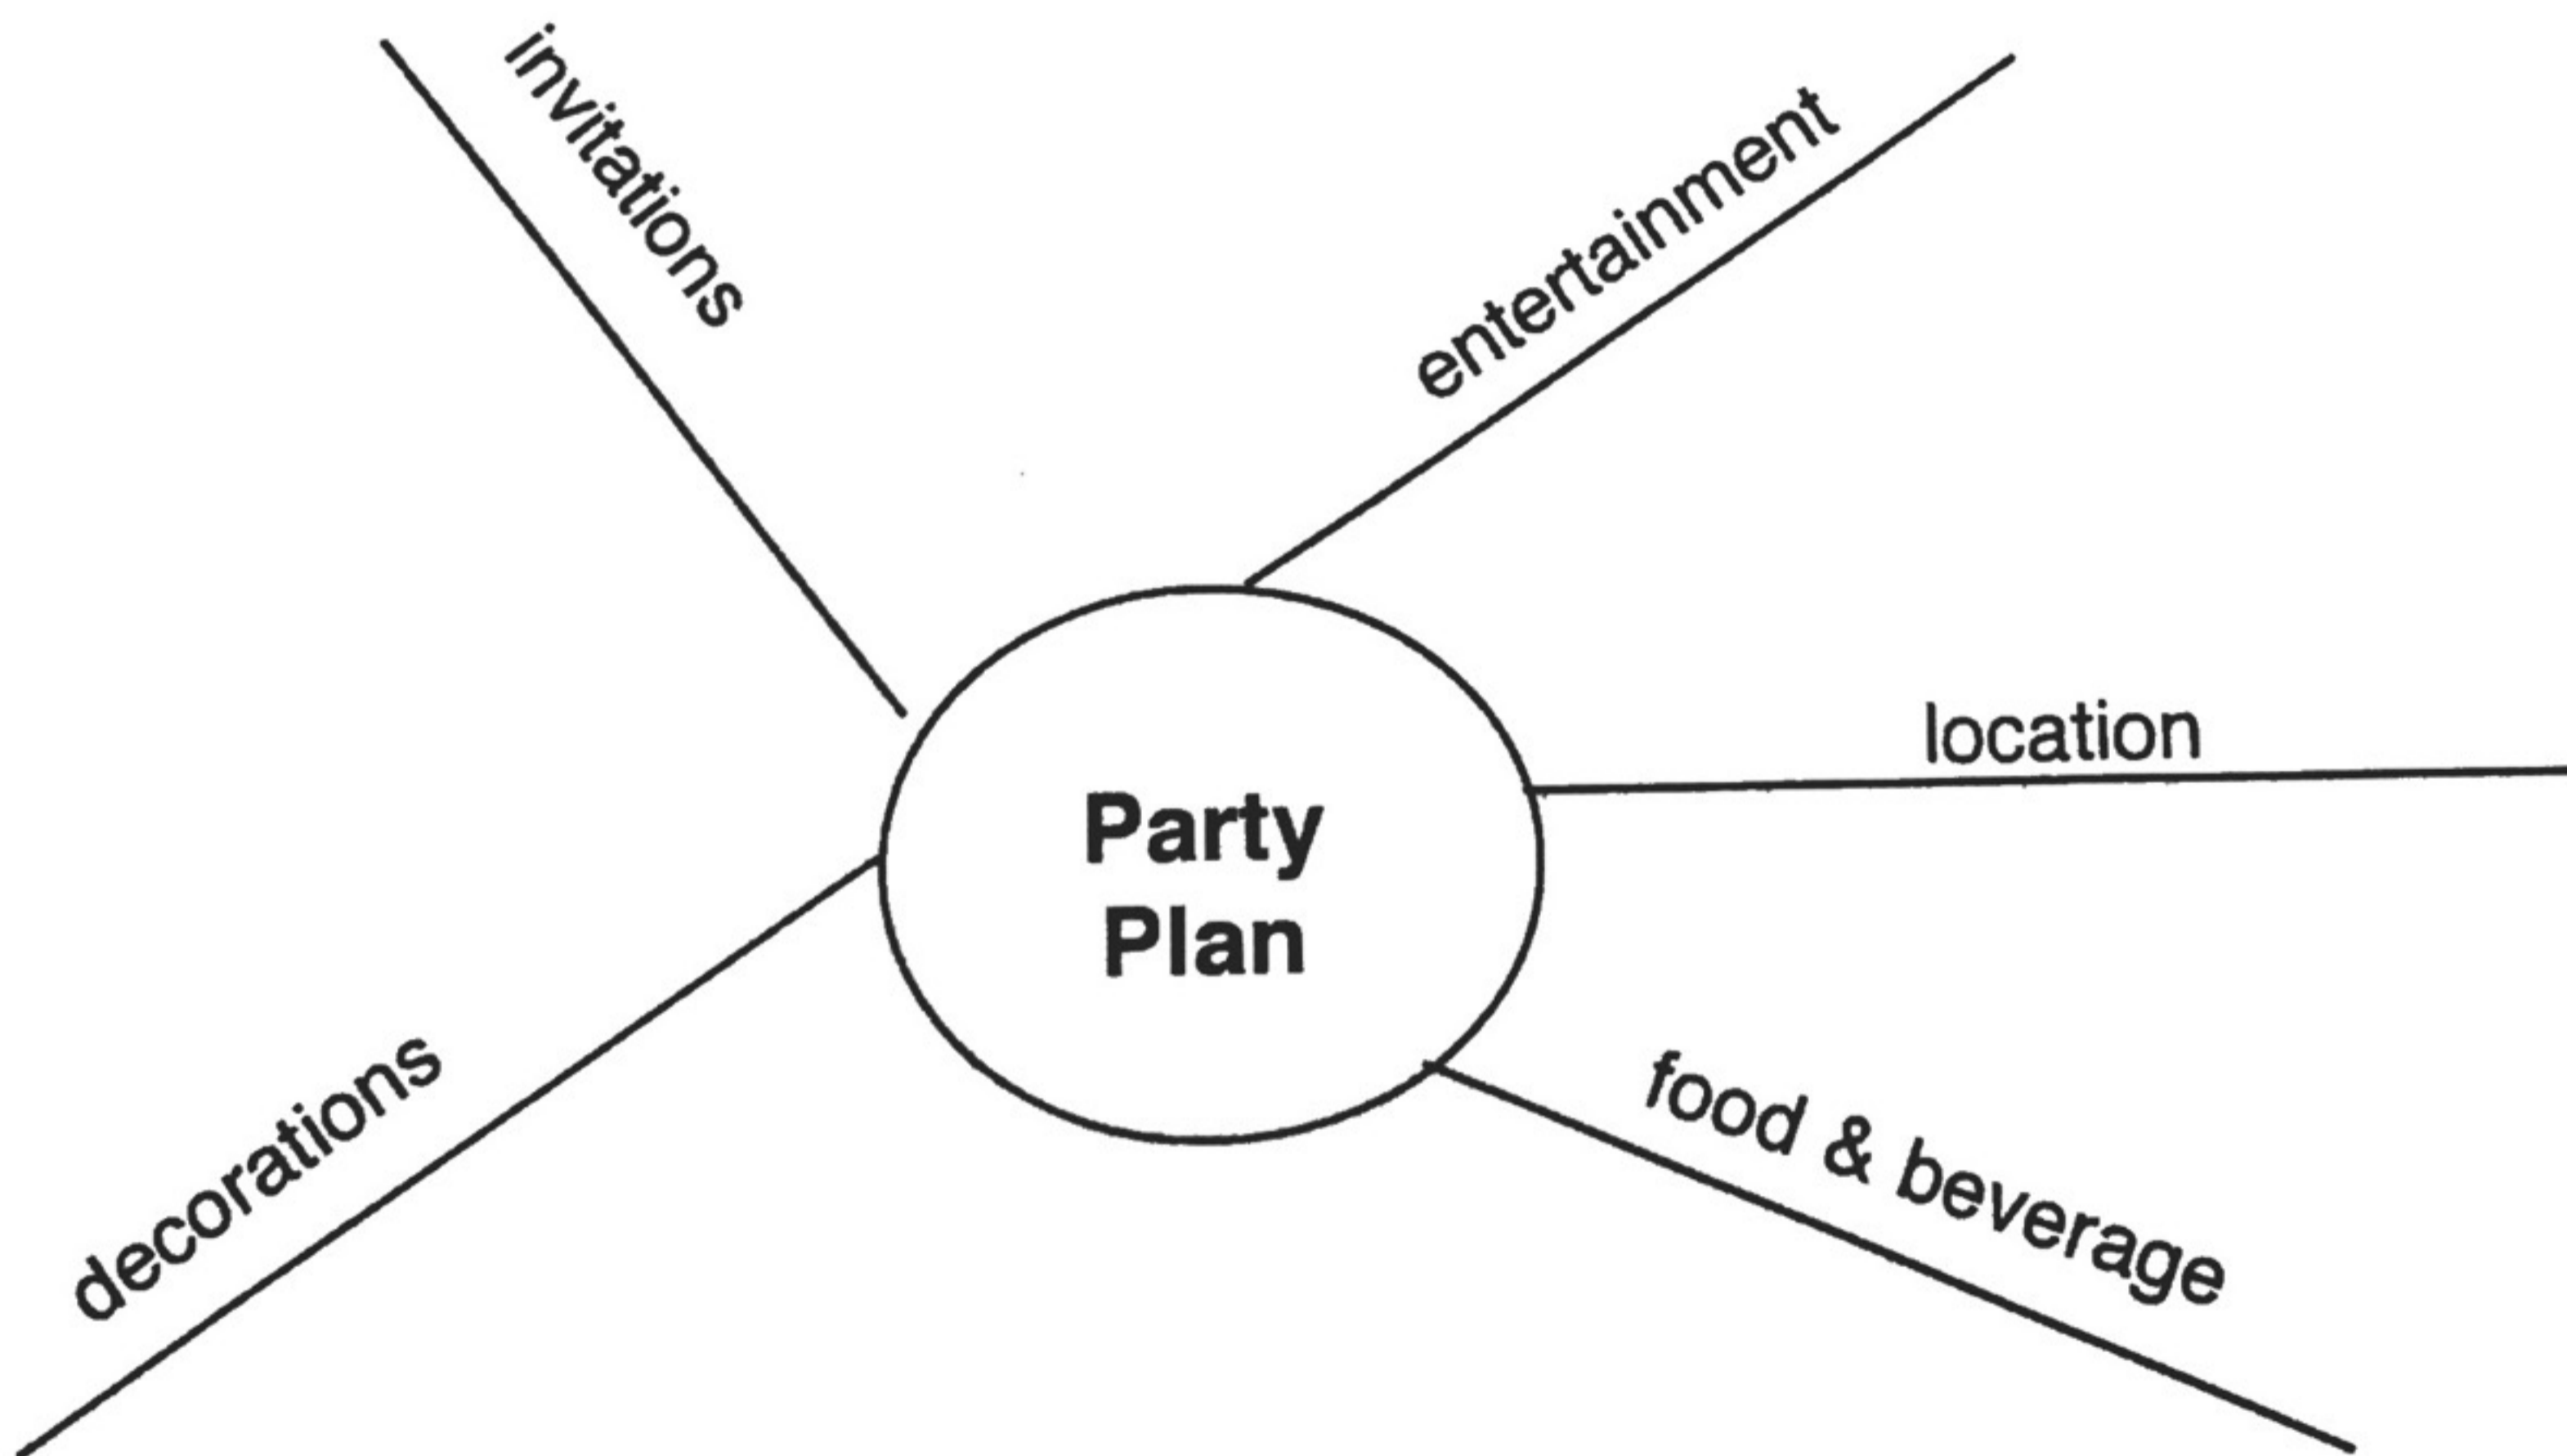 invitations
entertainment
location
Party
Plan
food & beverage
decorations